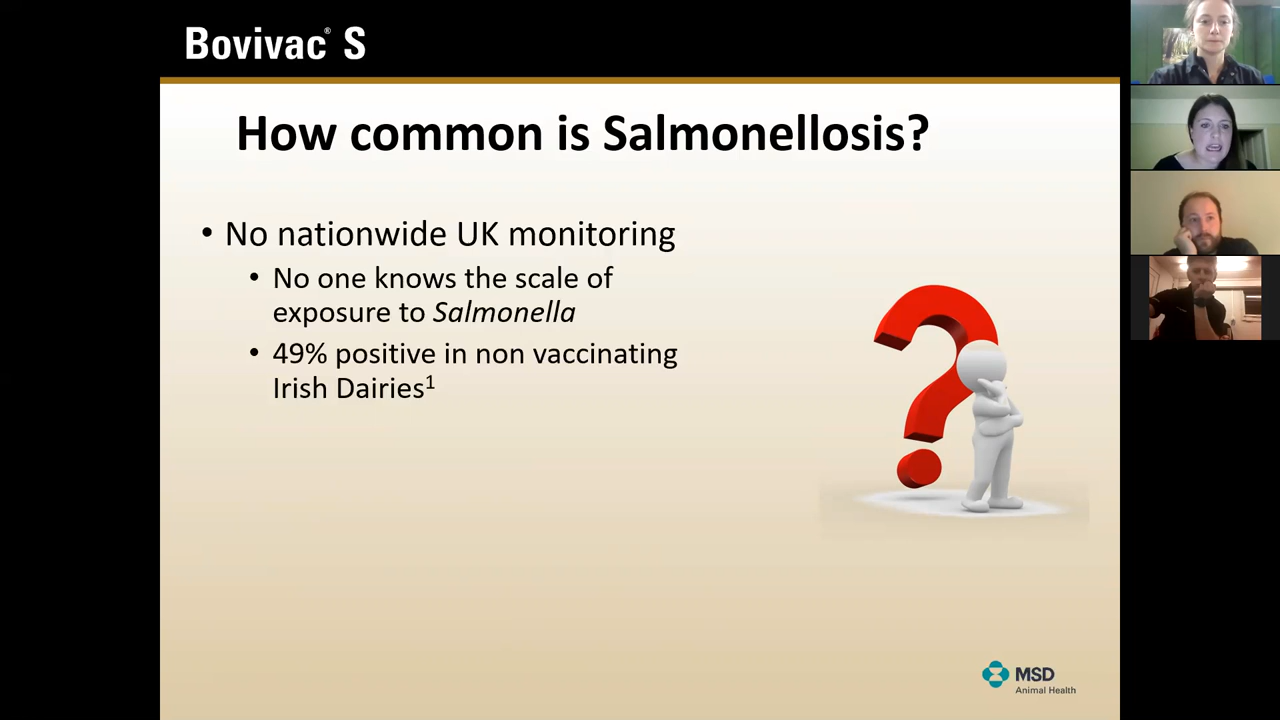 Bovivac® S
How common is Salmonellosis?
• No nationwide UK monitoring
• No one knows the scale of
exposure to Salmonella
• 49% positive in non vaccinating
Irish Dairies¹
MSD
Animal Health